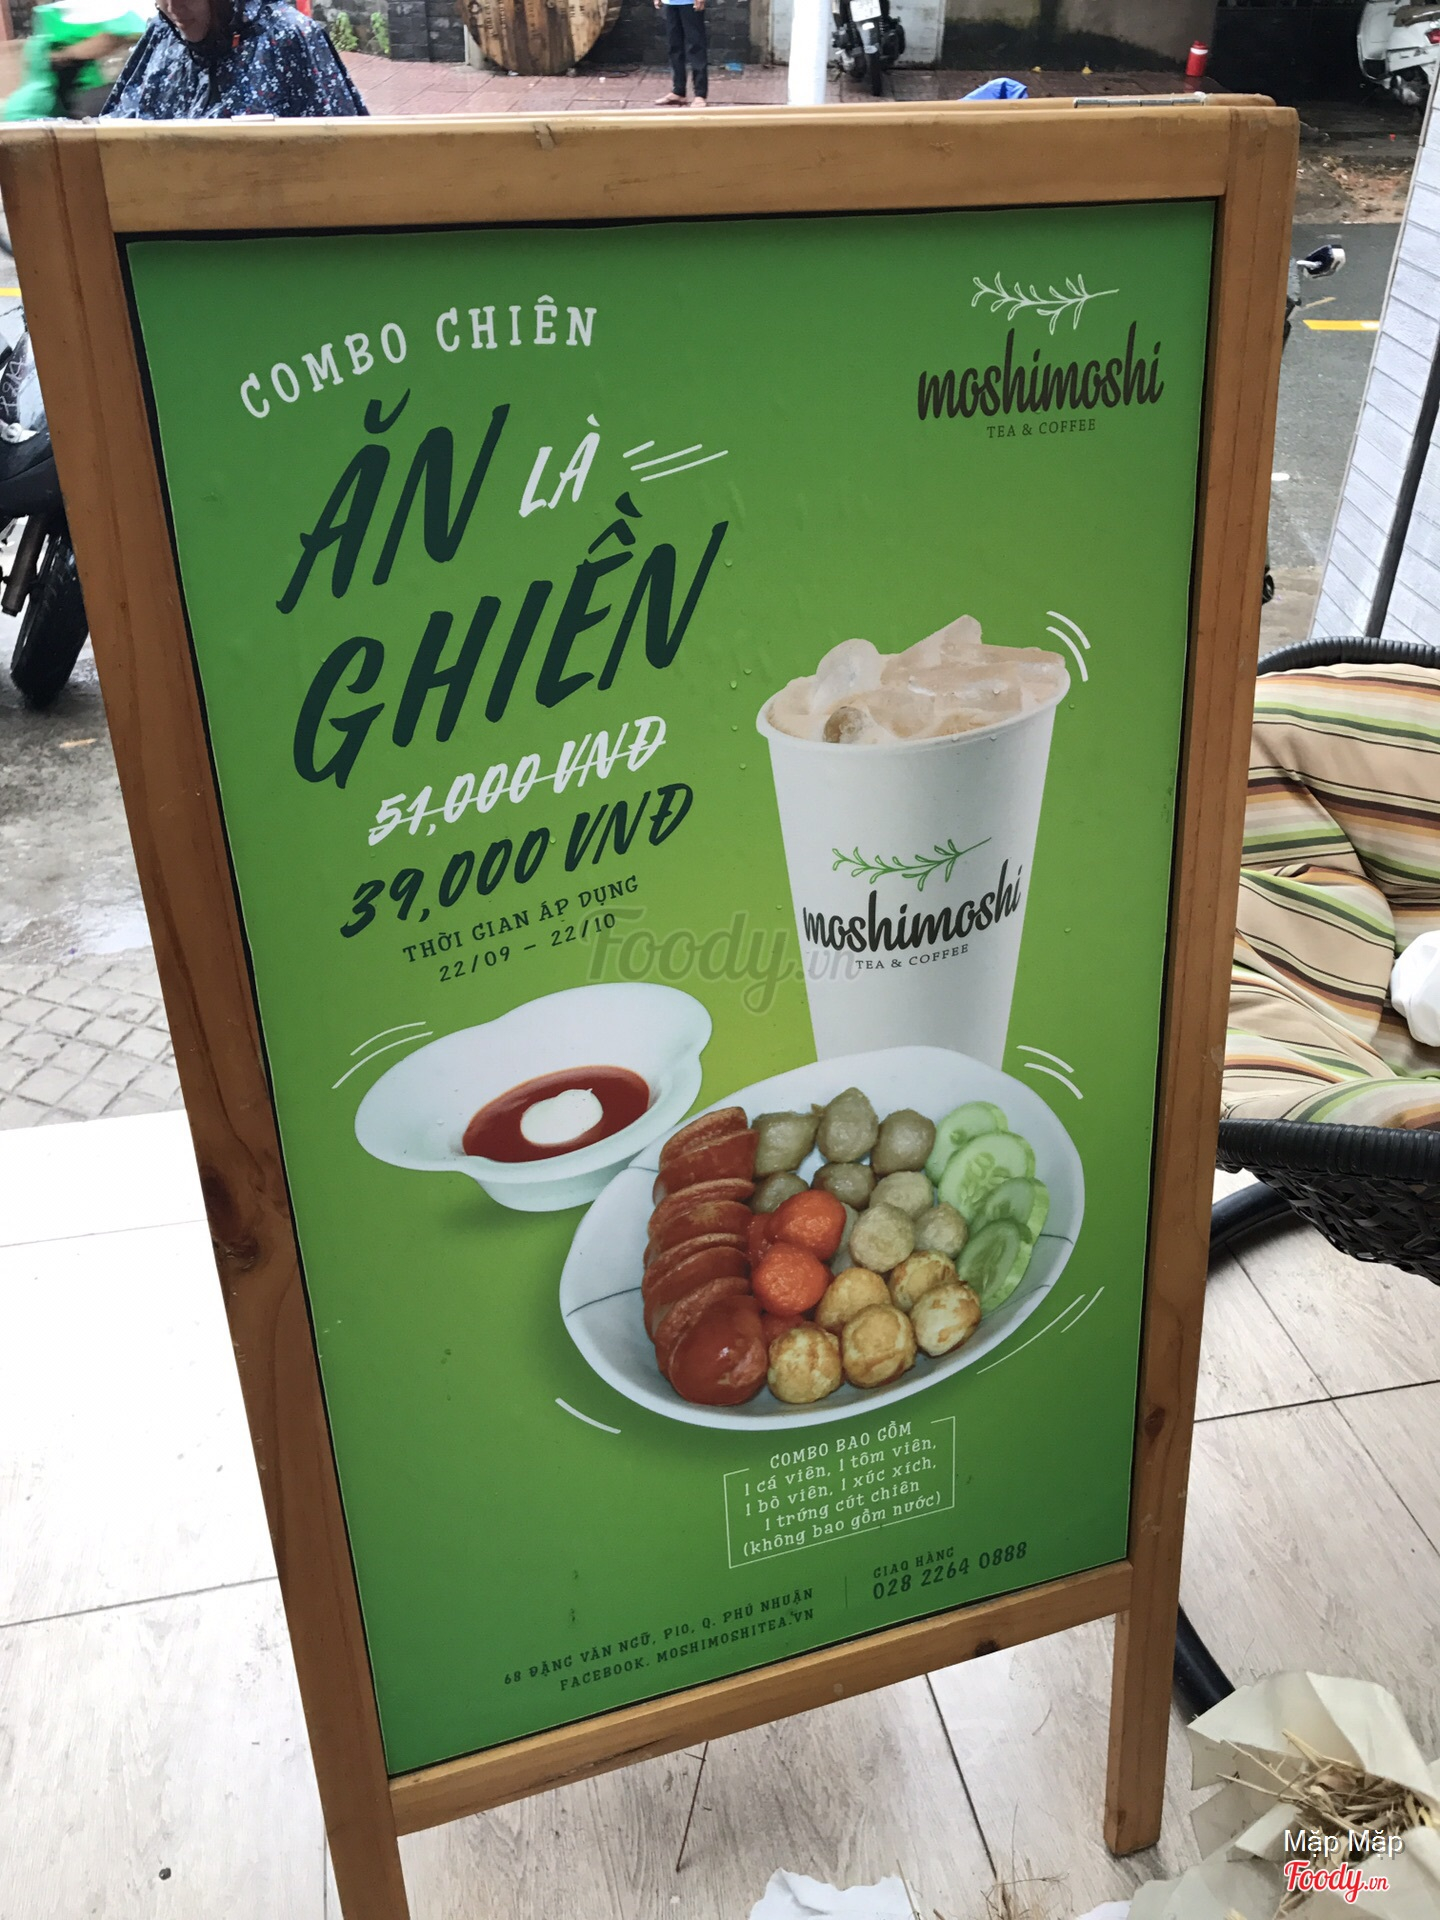 COMBO CHIÊN
ĂN LÀ
GHIỀN
51,000 VNĐ
39,000 VNĐ
THỜI GIAN ÁP DỤNG
22/09 – 22/10
moshimoshi
TEA & COFFEE
moshimoshi
TEA & COFFEE
Foody.vn
COMBO BAO GỒM
1 cá viên, 1 tôm viên,
1 bò viên, 1 xúc xích,
1 trứng cút chiên
(không bao gồm nước)
68 ĐẶNG VĂN NGỮ, P10, Q. PHÚ NHUẬN
FACEBOOK. MOSHIMOSHITEA.VN
GIAO HÀNG
028 2264 0888
Mặp Mặp
Foody.vn